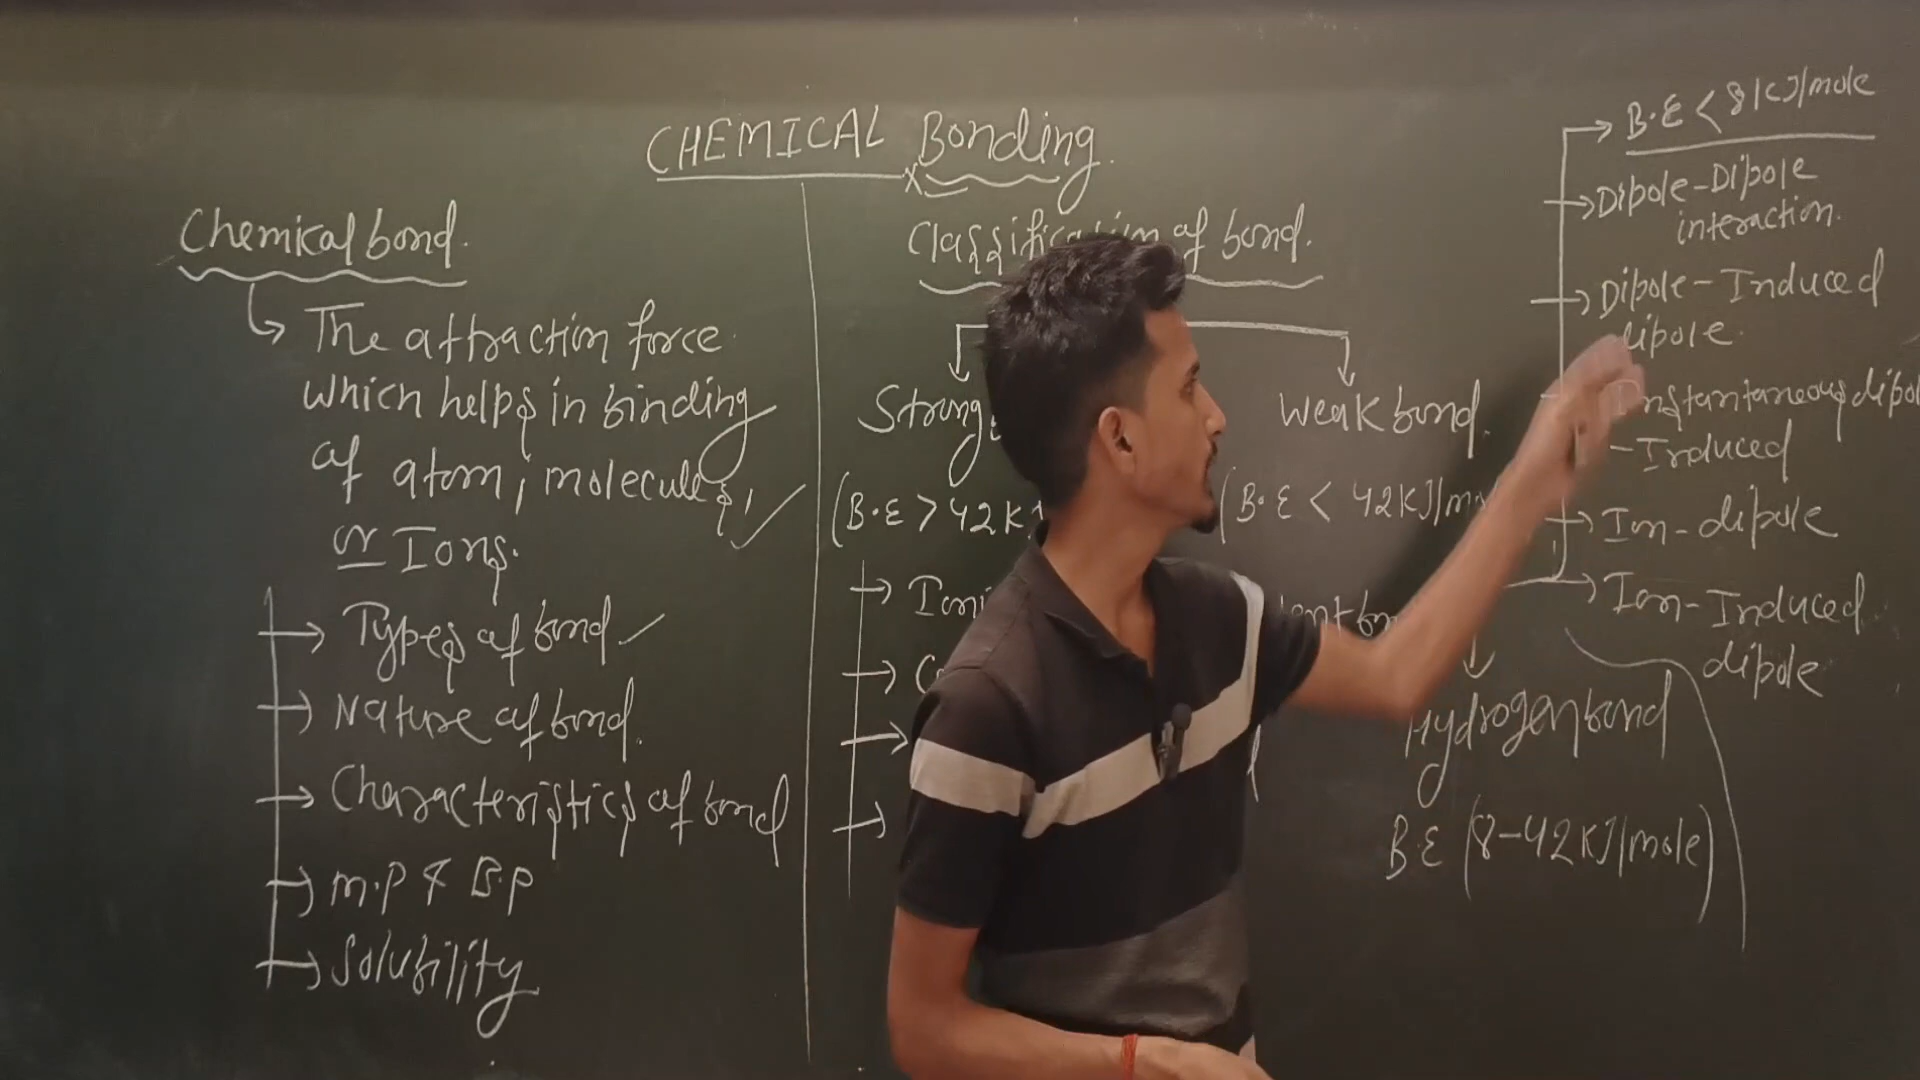 CHEMICAL Bonding.
Chemical bond.
The attraction force
which helps in binding
of atom, molecules,
or Ions.
Types of bond
Nature of bond.
Characteristics of bond
m.p & B.p
Solubility
Classification of bond.
Strong
(B.E > 42 KJ
Weak bond.
(B.E < 42 KJ/m
Hydrogen bond
B.E (8-42 KJ/mole)
B.E < 8 KJ/mole
Dipole-Dipole
interaction.
Dipole-Induced
dipole.
Instantaneous dipol
-Induced
Ion-dipole
Ion-Induced
dipole